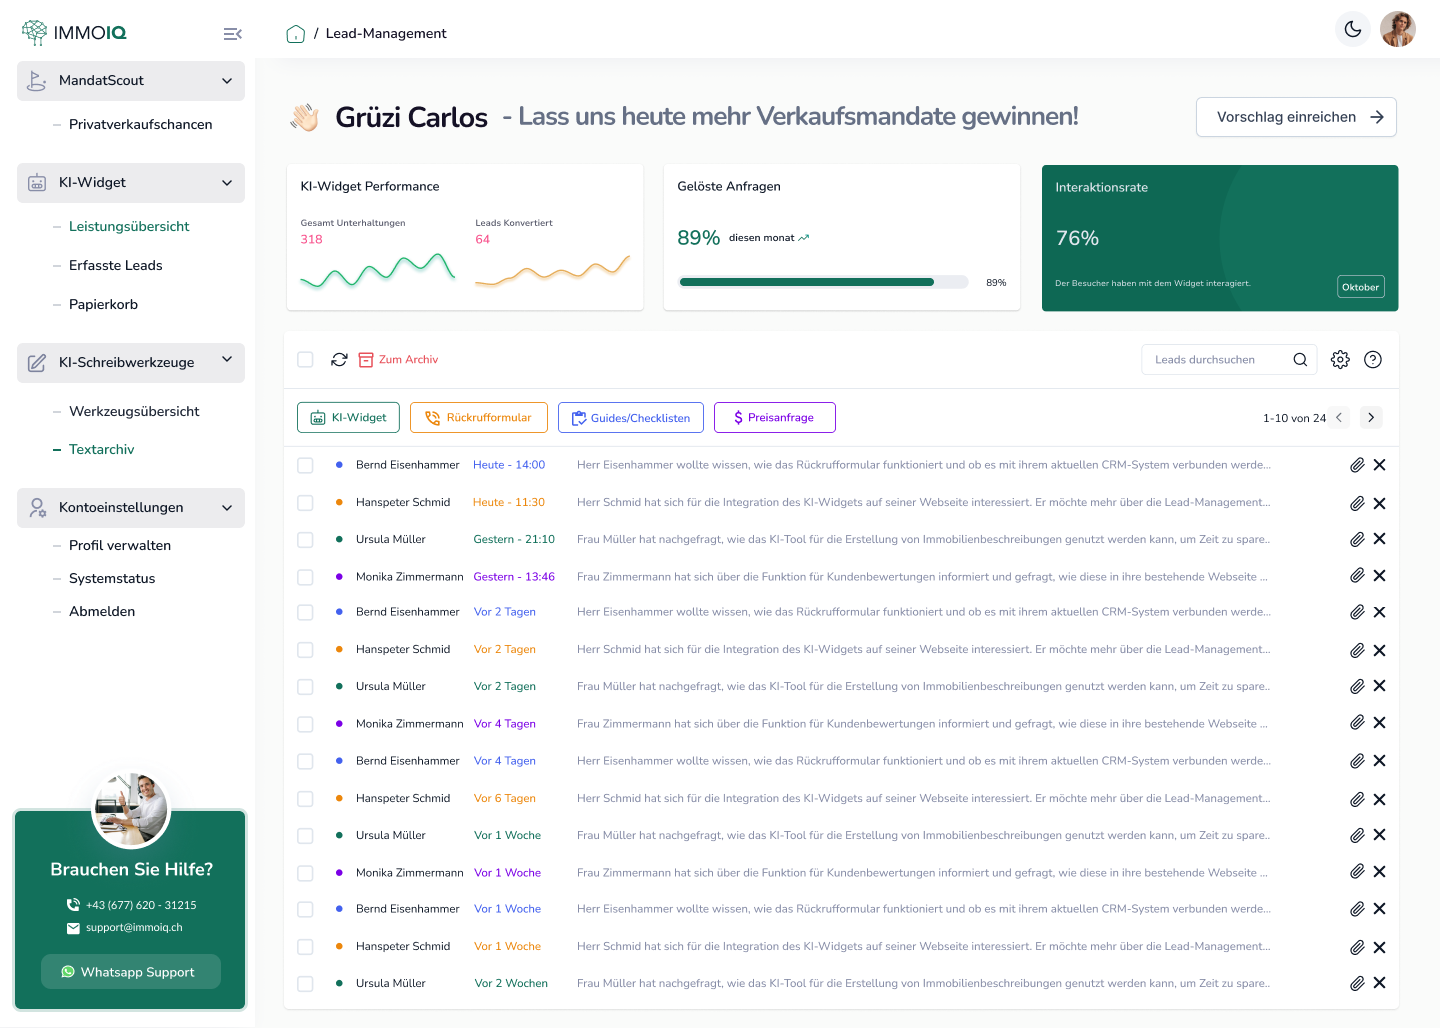 IMMOIQ
/ Lead-Management
MandatScout
Privatverkaufschancen
KI-Widget
Leistungsübersicht
Erfasste Leads
Papierkorb
KI-Schreibwerkzeuge
Werkzeugsübersicht
Textarchiv
Kontoeinstellungen
Profil verwalten
Systemstatus
Abmelden
Brauchen Sie Hilfe?
+43 (677) 620 - 31215
support@immoiq.ch
Whatsapp Support
Grüzi Carlos - Lass uns heute mehr Verkaufsmandate gewinnen!
Vorschlag einreichen
KI-Widget Performance
Gesamt Unterhaltungen
318
Leads Konvertiert
64
Gelöste Anfragen
89% diesen monat
89%
Interaktionsrate
76%
Der Besucher haben mit dem Widget interagiert.
Oktober
Zum Archiv
Leads durchsuchen
KI-Widget
Rückrufformular
Guides/Checklisten
$ Preisanfrage
1-10 von 24
Bernd Eisenhammer Heute - 14:00 Herr Eisenhammer wollte wissen, wie das Rückrufformular funktioniert und ob es mit ihrem aktuellen CRM-System verbunden werde...
Hanspeter Schmid Heute - 11:30 Herr Schmid hat sich für die Integration des KI-Widgets auf seiner Webseite interessiert. Er möchte mehr über die Lead-Management...
Ursula Müller Gestern - 21:10 Frau Müller hat nachgefragt, wie das KI-Tool für die Erstellung von Immobilienbeschreibungen genutzt werden kann, um Zeit zu spare..
Monika Zimmermann Gestern - 13:46 Frau Zimmermann hat sich über die Funktion für Kundenbewertungen informiert und gefragt, wie diese in ihre bestehende Webseite ...
Bernd Eisenhammer Vor 2 Tagen Herr Eisenhammer wollte wissen, wie das Rückrufformular funktioniert und ob es mit ihrem aktuellen CRM-System verbunden werde...
Hanspeter Schmid Vor 2 Tagen Herr Schmid hat sich für die Integration des KI-Widgets auf seiner Webseite interessiert. Er möchte mehr über die Lead-Management...
Ursula Müller Vor 2 Tagen Frau Müller hat nachgefragt, wie das KI-Tool für die Erstellung von Immobilienbeschreibungen genutzt werden kann, um Zeit zu spare..
Monika Zimmermann Vor 4 Tagen Frau Zimmermann hat sich über die Funktion für Kundenbewertungen informiert und gefragt, wie diese in ihre bestehende Webseite ...
Bernd Eisenhammer Vor 4 Tagen Herr Eisenhammer wollte wissen, wie das Rückrufformular funktioniert und ob es mit ihrem aktuellen CRM-System verbunden werde...
Hanspeter Schmid Vor 6 Tagen Herr Schmid hat sich für die Integration des KI-Widgets auf seiner Webseite interessiert. Er möchte mehr über die Lead-Management...
Ursula Müller Vor 1 Woche Frau Müller hat nachgefragt, wie das KI-Tool für die Erstellung von Immobilienbeschreibungen genutzt werden kann, um Zeit zu spare..
Monika Zimmermann Vor 1 Woche Frau Zimmermann hat sich über die Funktion für Kundenbewertungen informiert und gefragt, wie diese in ihre bestehende Webseite ...
Bernd Eisenhammer Vor 1 Woche Herr Eisenhammer wollte wissen, wie das Rückrufformular funktioniert und ob es mit ihrem aktuellen CRM-System verbunden werde...
Hanspeter Schmid Vor 1 Woche Herr Schmid hat sich für die Integration des KI-Widgets auf seiner Webseite interessiert. Er möchte mehr über die Lead-Management...
Ursula Müller Vor 2 Wochen Frau Müller hat nachgefragt, wie das KI-Tool für die Erstellung von Immobilienbeschreibungen genutzt werden kann, um Zeit zu spare..